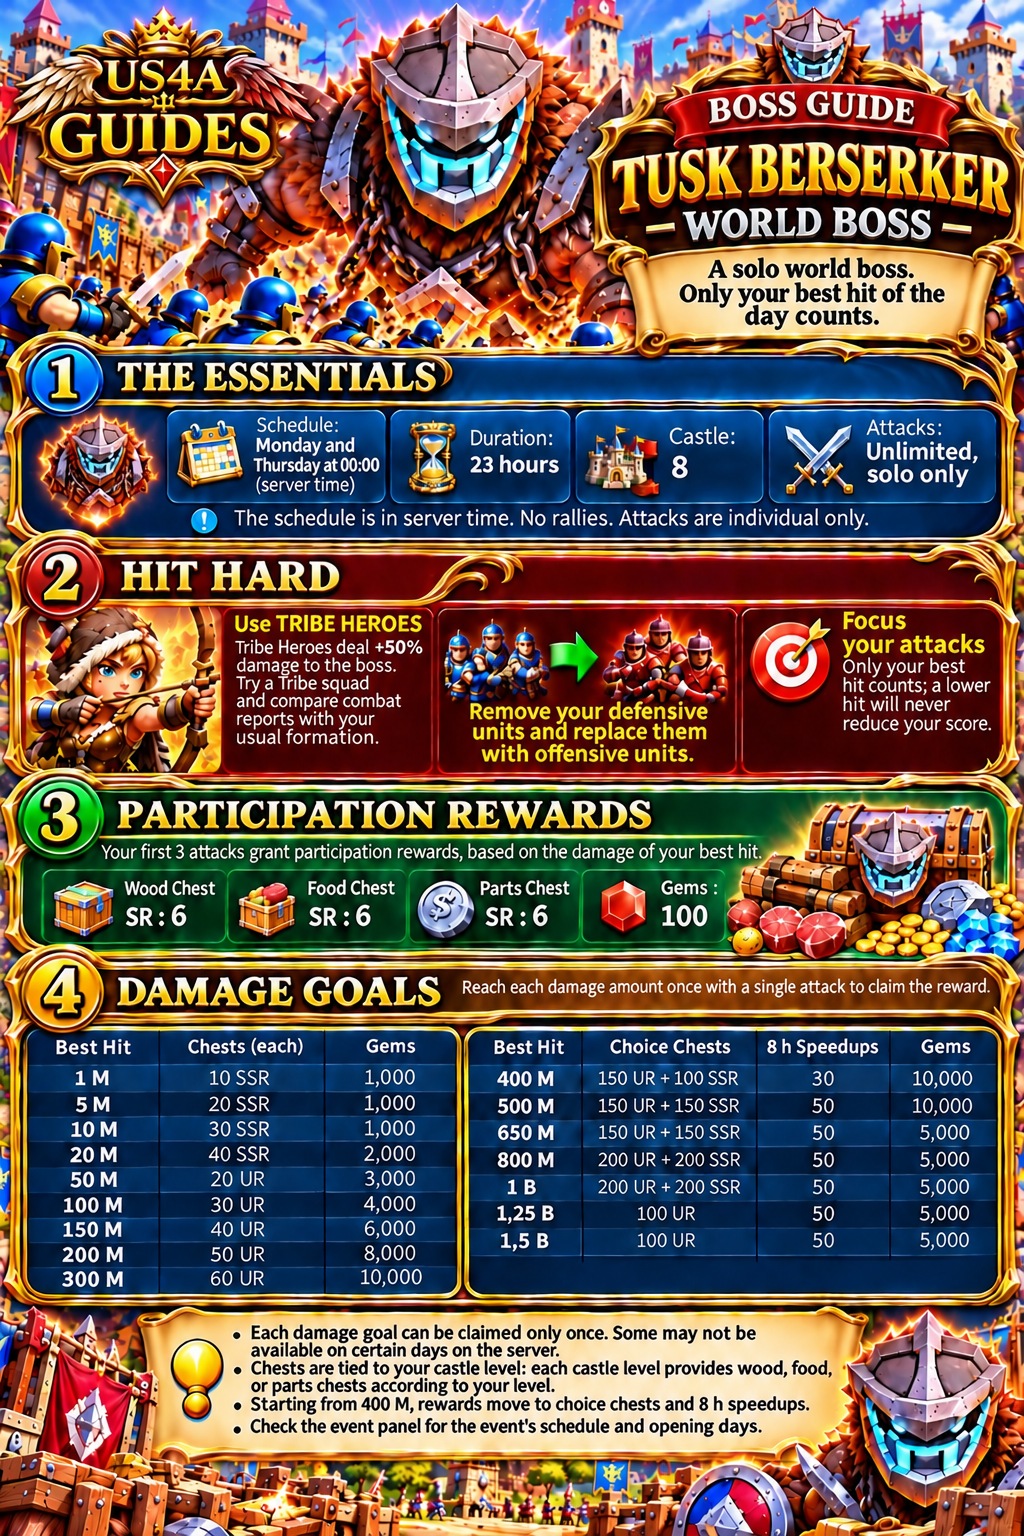 US4A
GUIDES
BOSS GUIDE
TUSK BERSERKER
WORLD BOSS
A solo world boss.
Only your best hit of the
day counts.
1 THE ESSENTIALS
Schedule:
Monday and
Thursday at 00:00
(server time)
Duration:
23 hours
Castle:
8
Attacks:
Unlimited,
solo only
! The schedule is in server time. No rallies. Attacks are individual only.
2 HIT HARD
Use TRIBE HEROES
Tribe Heroes deal +50%
damage to the boss.
Try a Tribe squad
and compare combat
reports with your
usual formation.
Remove your defensive
units and replace them
with offensive units.
Focus
your attacks
Only your best
hit counts; a lower
hit will never
reduce your score.
3 PARTICIPATION REWARDS
Your first 3 attacks grant participation rewards, based on the damage of your best hit.
Wood Chest
SR : 6
Food Chest
SR : 6
Parts Chest
SR : 6
Gems :
100
4 DAMAGE GOALS
Reach each damage amount once with a single attack to claim the reward.
Best Hit Chests (each) Gems
1 M 10 SSR 1,000
5 M 20 SSR 1,000
10 M 30 SSR 1,000
20 M 40 SSR 2,000
50 M 20 UR 3,000
100 M 30 UR 4,000
150 M 40 UR 6,000
200 M 50 UR 8,000
300 M 60 UR 10,000
Best Hit Choice Chests 8 h Speedups Gems
400 M 150 UR + 100 SSR 30 10,000
500 M 150 UR + 150 SSR 50 10,000
650 M 150 UR + 150 SSR 50 5,000
800 M 200 UR + 200 SSR 50 5,000
1 B 200 UR + 200 SSR 50 5,000
1,25 B 100 UR 50 5,000
1,5 B 100 UR 50 5,000
• Each damage goal can be claimed only once. Some may not be
available on certain days on the server.
• Chests are tied to your castle level: each castle level provides wood, food,
or parts chests according to your level.
• Starting from 400 M, rewards move to choice chests and 8 h speedups.
• Check the event panel for the event's schedule and opening days.